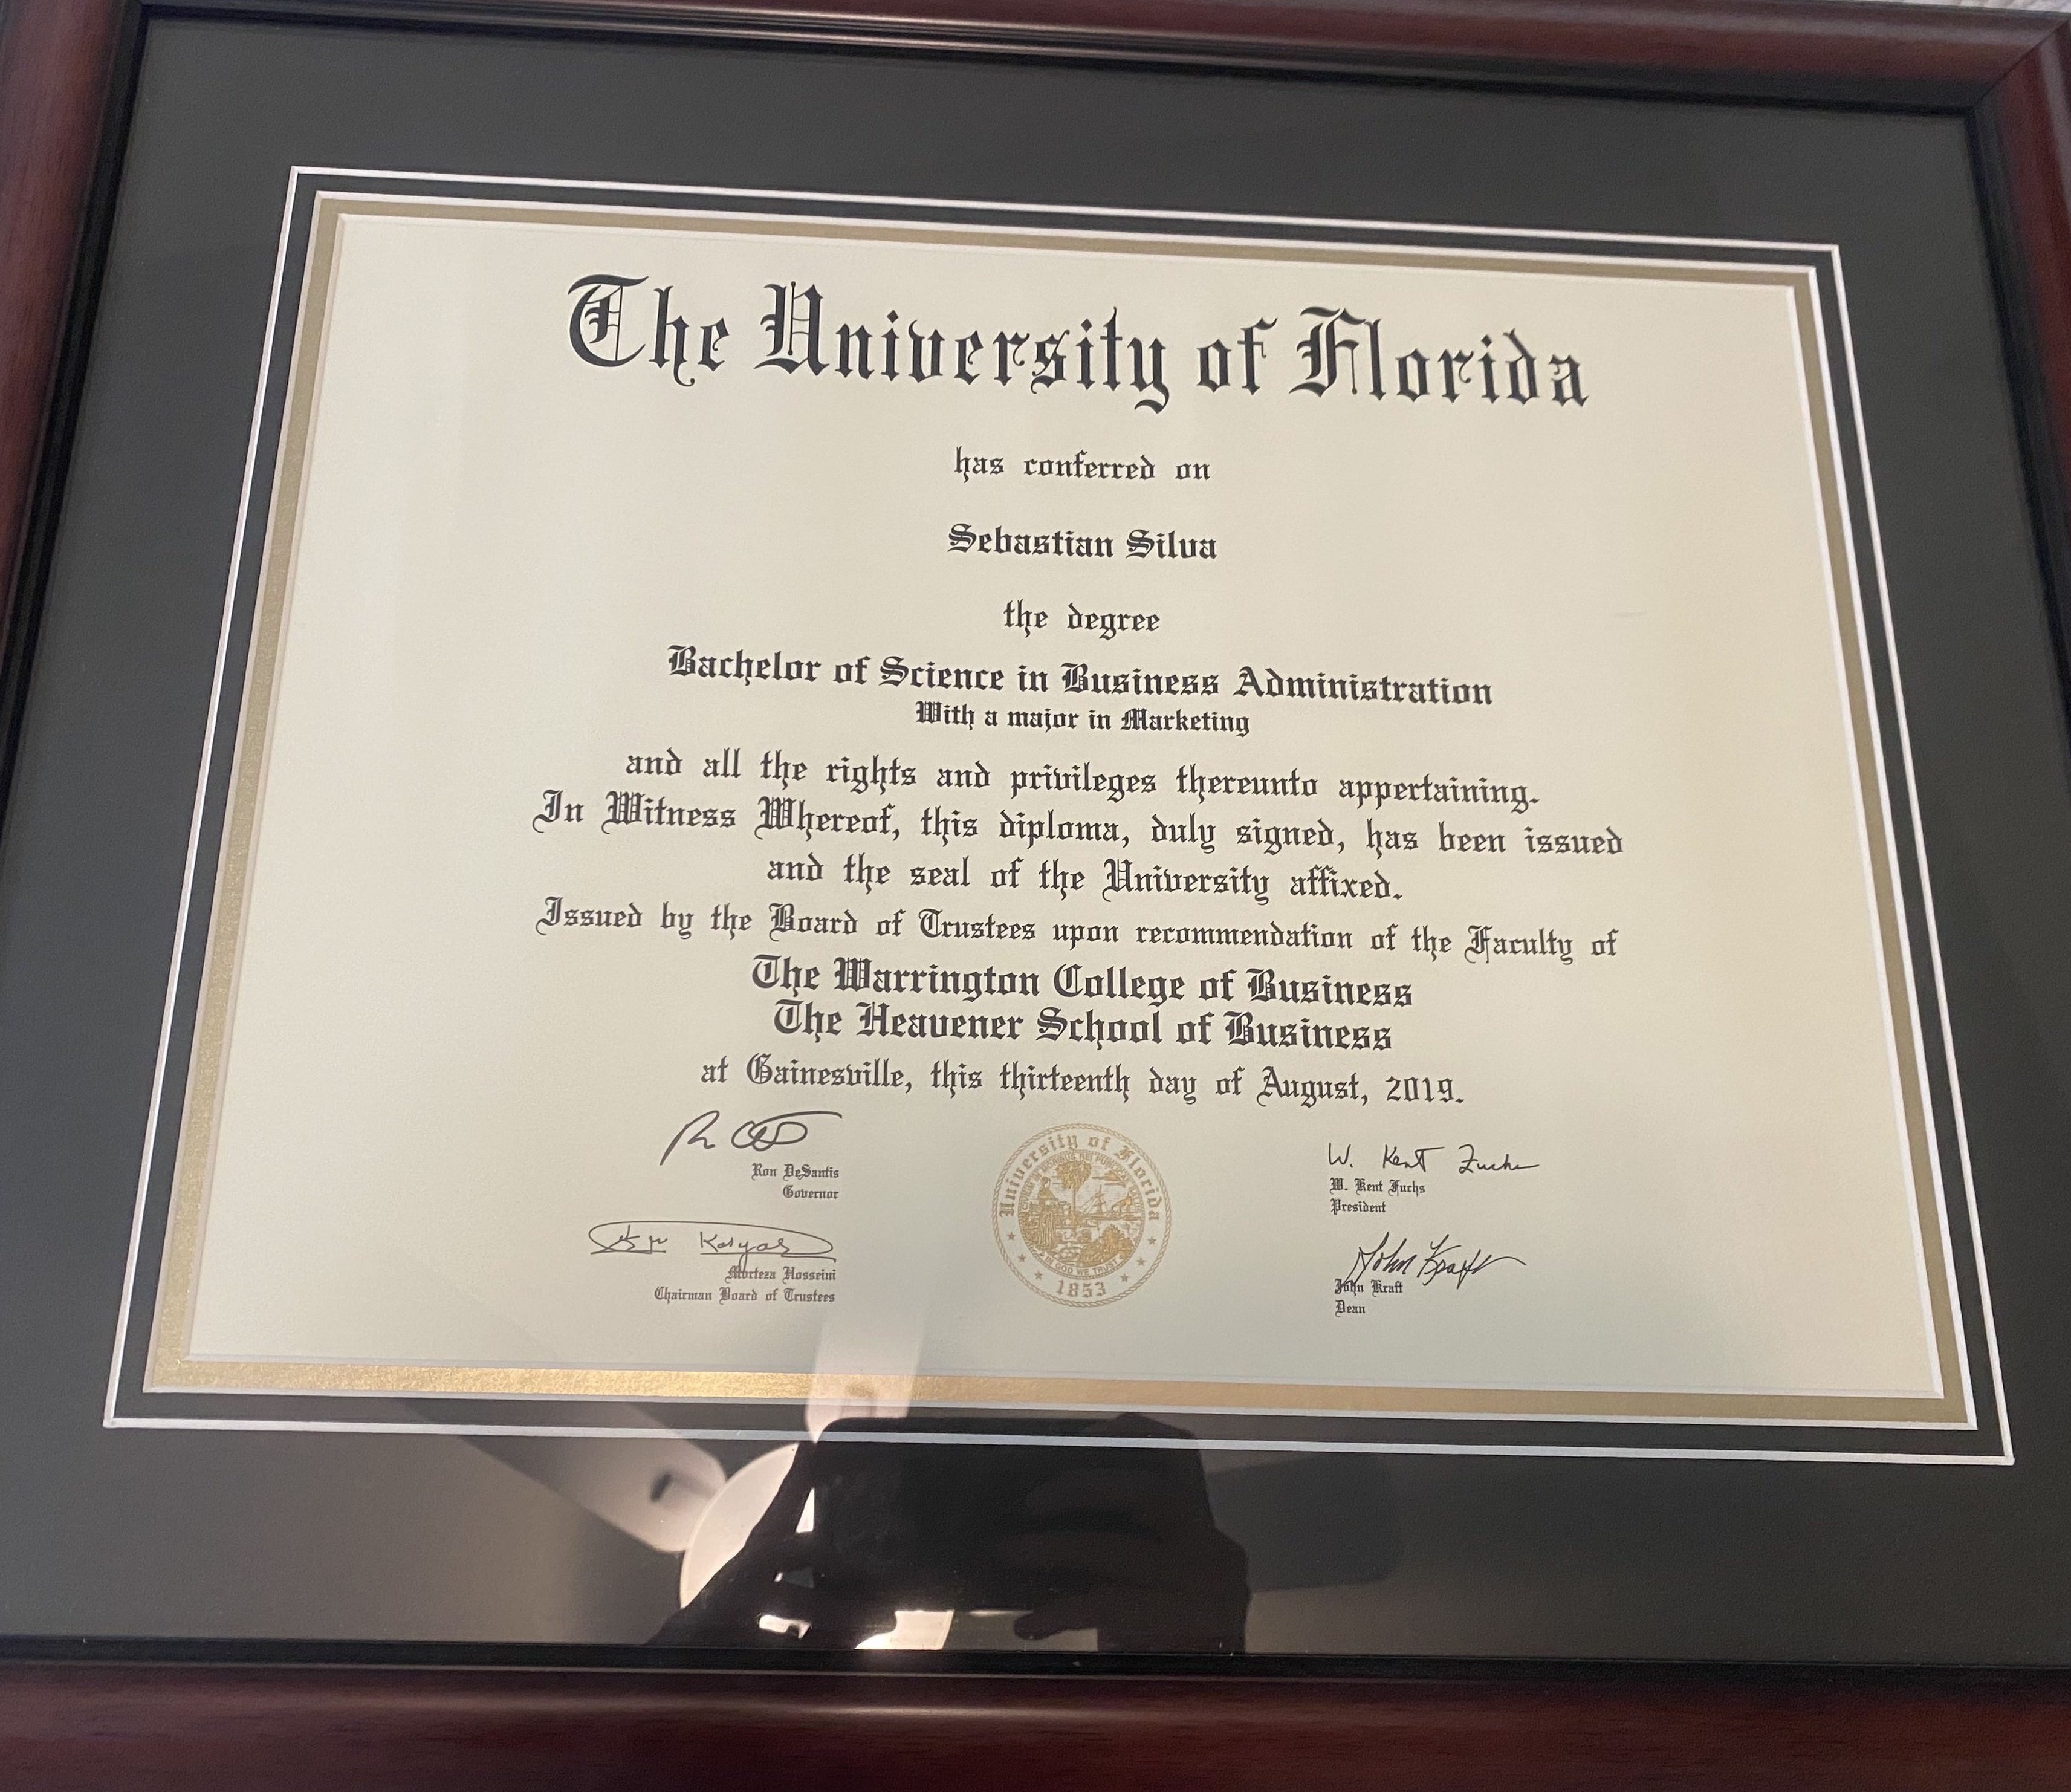 The University of Florida
has conferred on
Sebastian Silva
the degree
Bachelor of Science in Business Administration
With a major in Marketing
and all the rights and privileges thereunto appertaining.
In Witness Whereof, this diploma, duly signed, has been issued
and the seal of the University affixed.
Issued by the Board of Trustees upon recommendation of the Faculty of
The Warrington College of Business
The Heavener School of Business
at Gainesville, this thirteenth day of August, 2019.
Ron DeSantis
Governor
Morteza Hosseini
Chairman Board of Trustees
University of Florida
IN GOD WE TRUST
1853
W. Kent Fuchs
W. Kent Fuchs
President
John Kraft
John Kraft
Dean